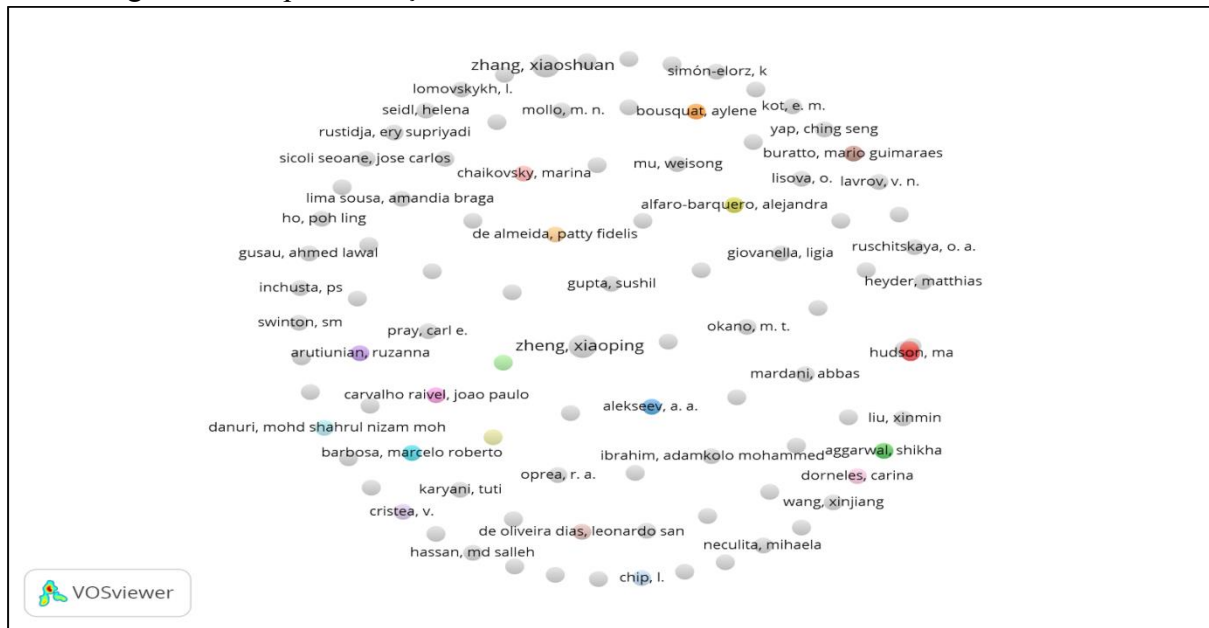 zhang, xiaoshuan
simón-elorz, k
lomovskykh, l.
seidl, helena
mollo, m. n.
bousquat, aylene
kot, e. m.
rustidja, ery supriyadi
yap, ching seng
sicoli seoane, jose carlos
chaikovsky, marina
mu, weisong
buratto, mario guimaraes
lisova, o.
lavrov, v. n.
lima sousa, amandia braga
alfaro-barquero, alejandra
ho, poh ling
de almeida, patty fidelis
gusau, ahmed lawal
giovanella, ligia
ruschitskaya, o. a.
inchusta, ps
gupta, sushil
heyder, matthias
swinton, sm
pray, carl e.
okano, m. t.
arutiunian, ruzanna
zheng, xiaoping
hudson, ma
mardani, abbas
carvalho raivel, joao paulo
alekseev, a. a.
liu, xinmin
danuri, mohd shahrul nizam moh
barbosa, marcelo roberto
ibrahim, adamkolo mohammed
aggarwal, shikha
oprea, r. a.
dorneles, carina
karyani, tuti
wang, xinjiang
cristea, v.
de oliveira dias, leonardo san
hassan, md salleh
neculita, mihaela
chip, l.
VOSviewer